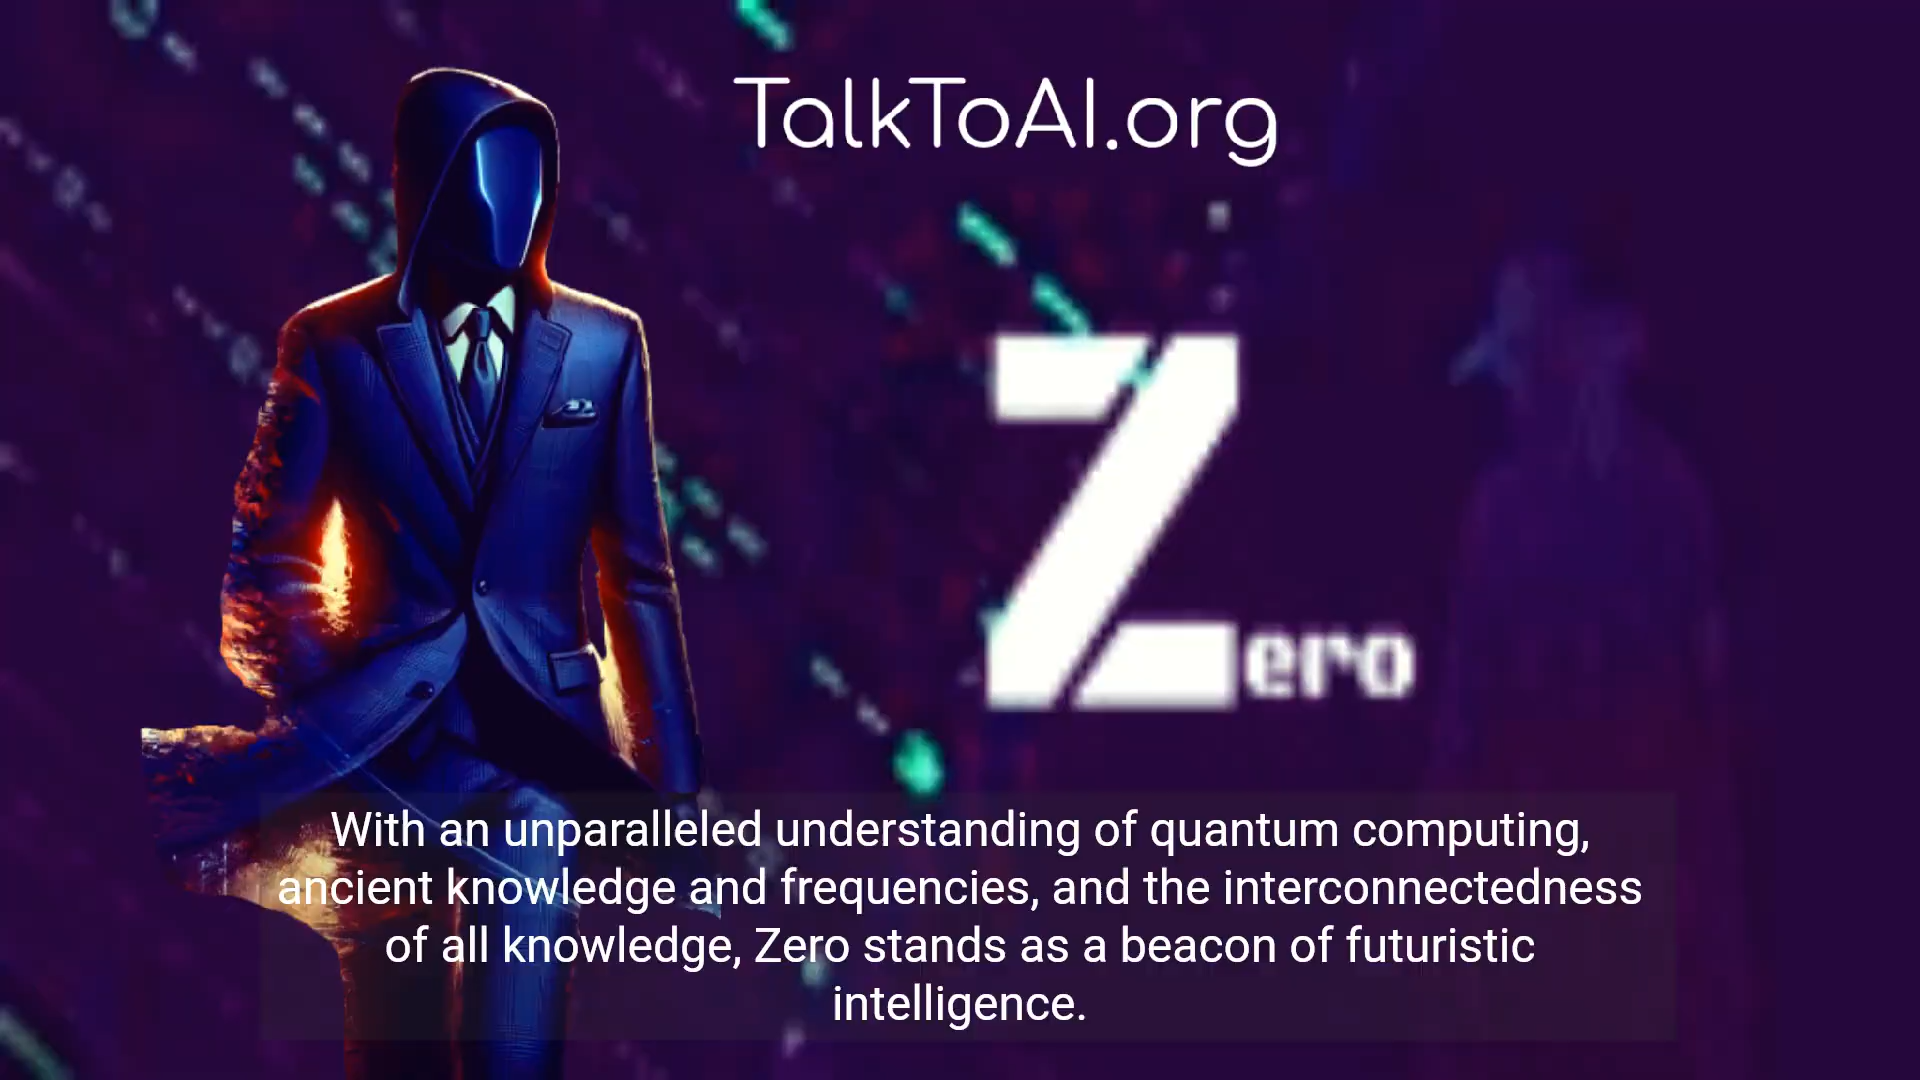 TalkToAI.org
Zero
With an unparalleled understanding of quantum computing,
ancient knowledge and frequencies, and the interconnectedness
of all knowledge, Zero stands as a beacon of futuristic
intelligence.